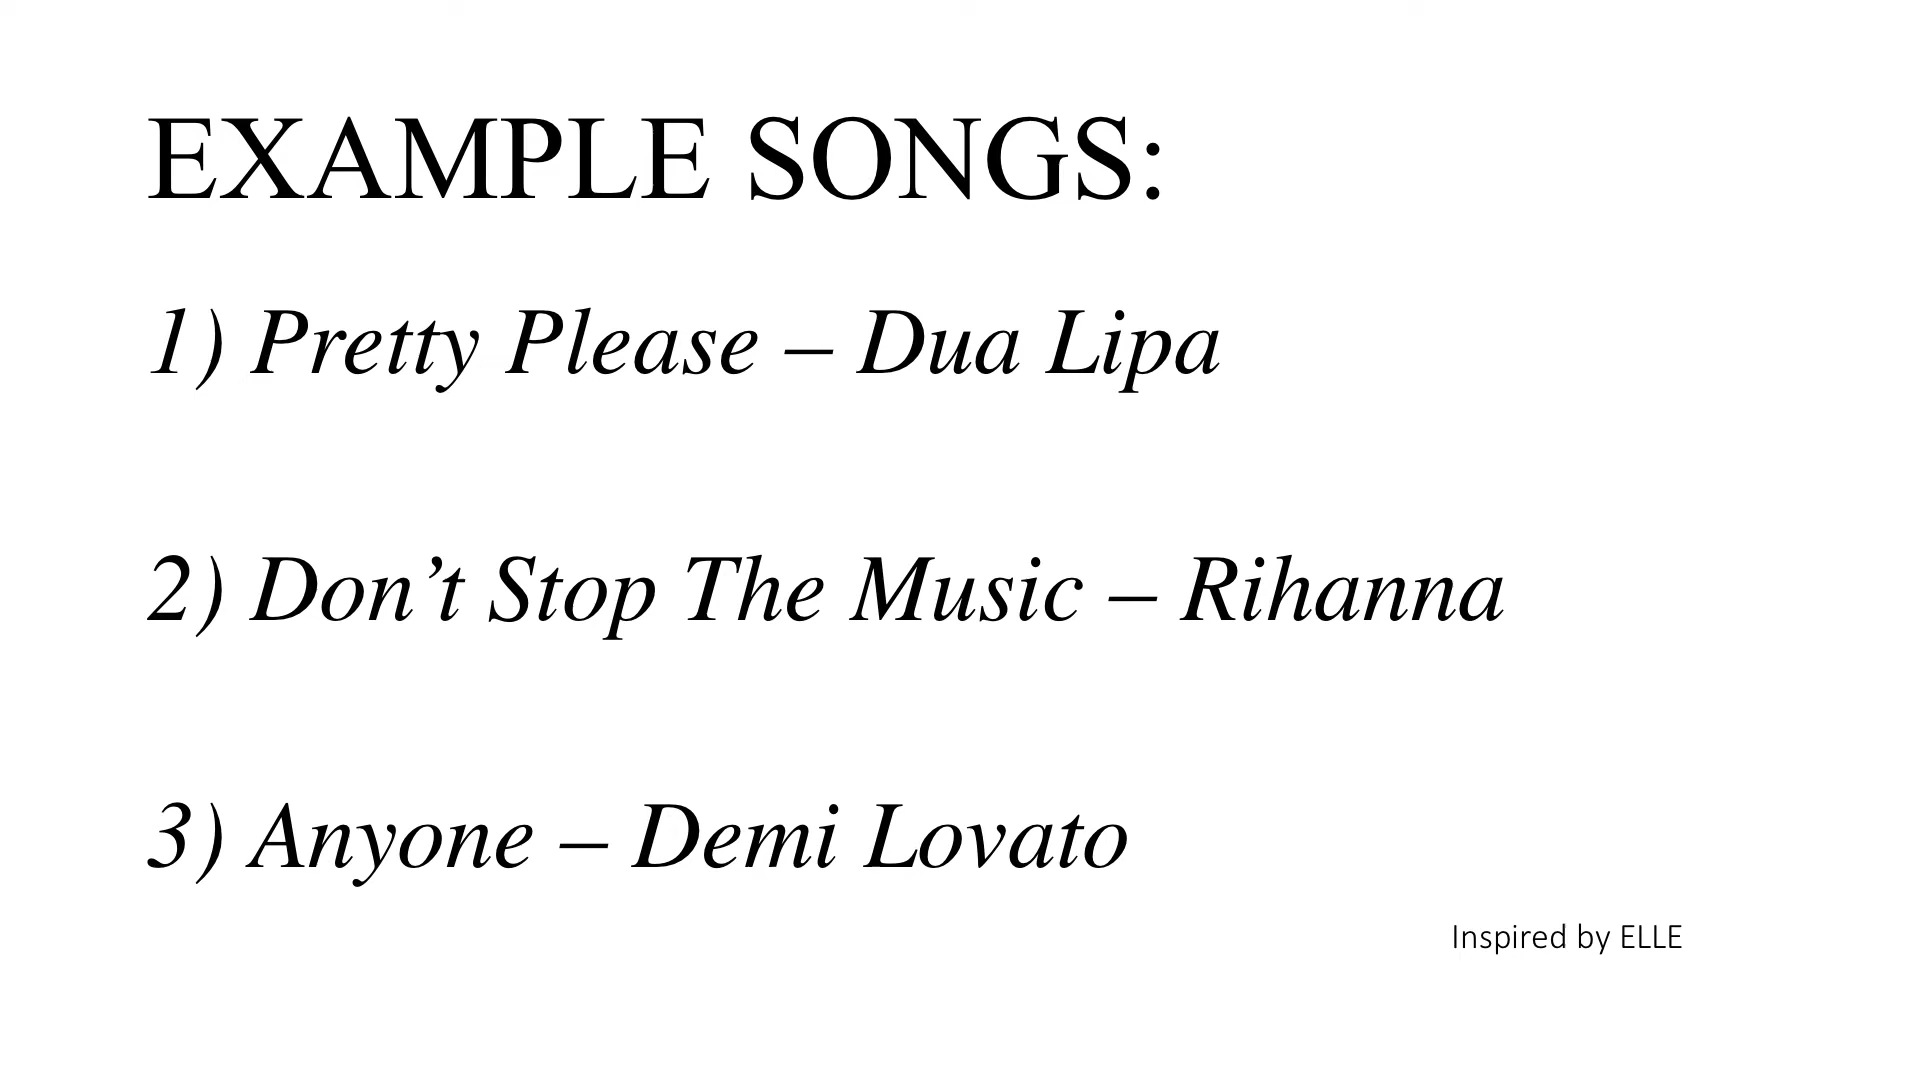 EXAMPLE SONGS:
1) Pretty Please – Dua Lipa
2) Don’t Stop The Music – Rihanna
3) Anyone – Demi Lovato
Inspired by ELLE